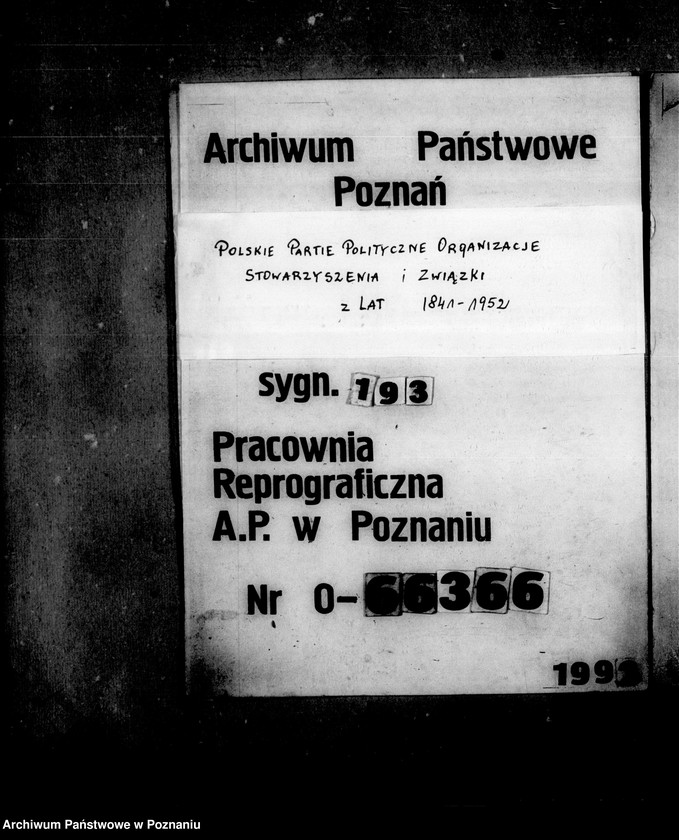 Archiwum Państwowe
Poznań
POLSKIE PARTIE POLITYCZNE ORGANIZACJE
STOWARZYSZENIA i ZWIĄZKI
z LAT 1841-1952
sygn. 193
Pracownia
Reprograficzna
A.P. w Poznaniu
Nr O-66366
Archiwum Państwowe w Poznaniu